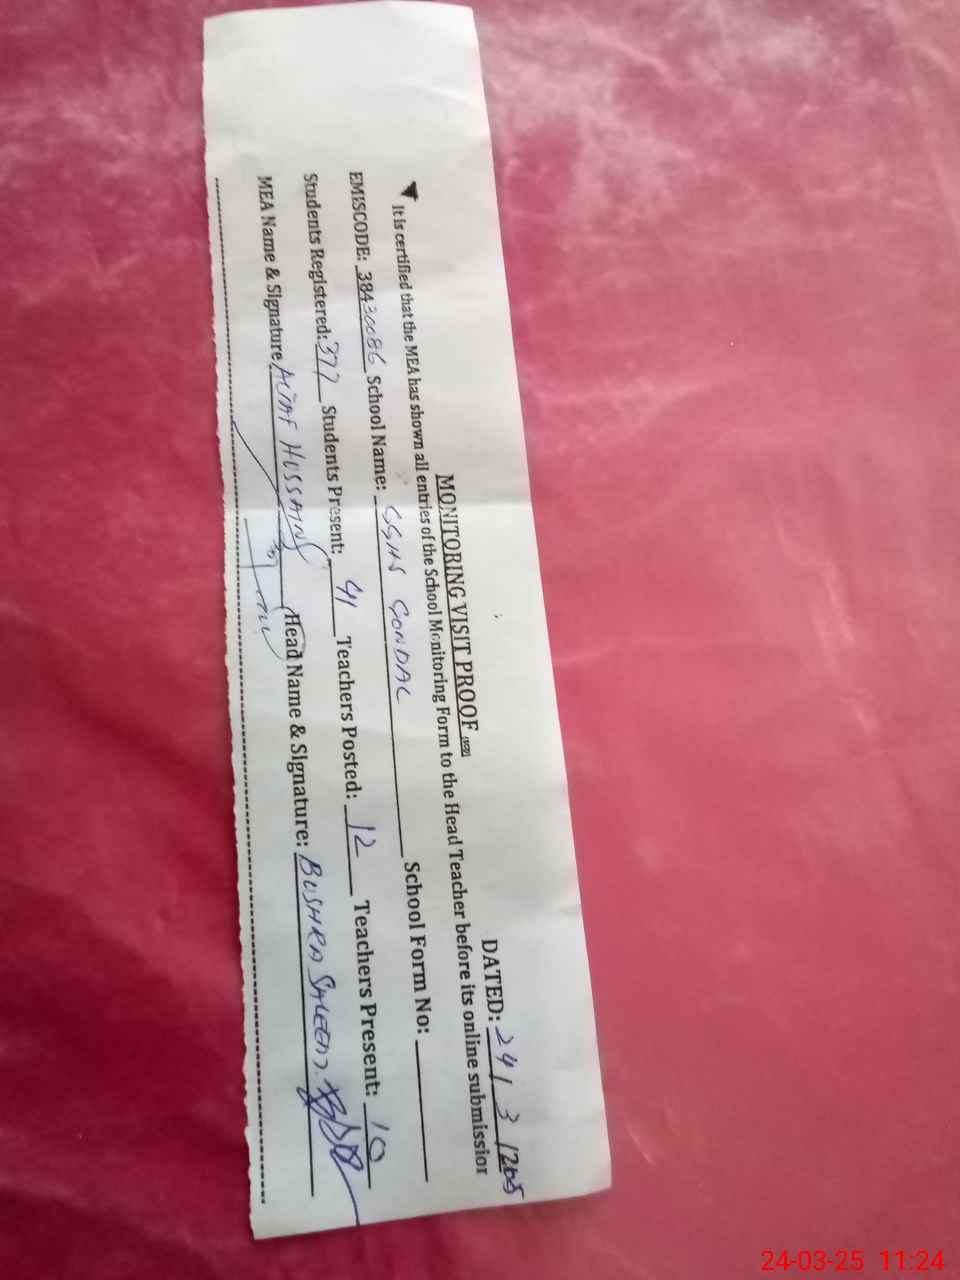 MONITORING VISIT PROOF
DATED: 24/3/2025
It is certified that the MEA has shown all entries of the School Monitoring Form to the Head Teacher before its online submission
EMISCODE: 38430086 School Name: GGHS GONDAL School Form No:
Students Registered: 377 Students Present: 41 Teachers Posted: 12 Teachers Present: 10
MEA Name & Signature ALTAF HUSSAIN Head Name & Signature: BUSHRA SALEEM
24-03-25 11:24